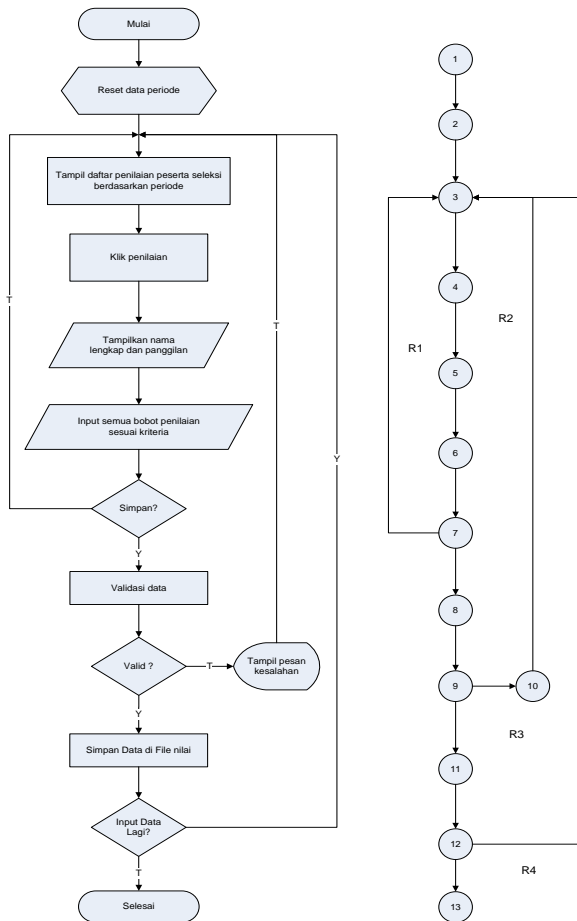 Mulai
Reset data periode
Tampil daftar penilaian peserta seleksi
berdasarkan periode
Klik penilaian
T
T
Tampilkan nama
lengkap dan panggilan
Input semua bobot penilaian
sesuai kriteria
Y
Simpan?
Y
Validasi data
Valid ?
T
Tampil pesan
kesalahan
Y
Simpan Data di File nilai
Input Data
Lagi?
T
Selesai
1
2
3
4
R2
R1
5
6
7
8
9
10
R3
11
12
R4
13